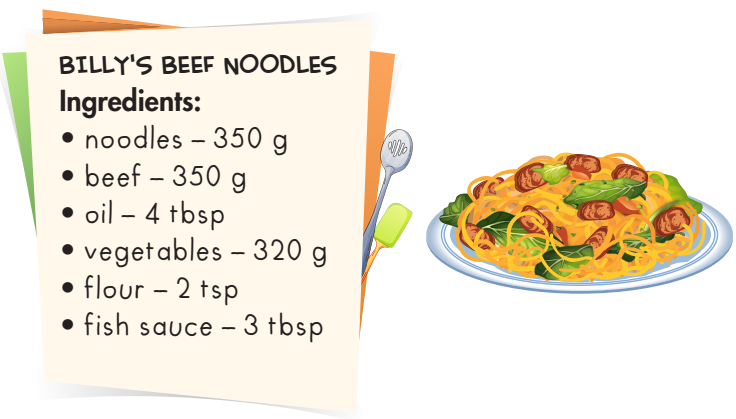 BILLY'S BEEF NOODLES
Ingredients:
• noodles – 350 g
• beef – 350 g
• oil – 4 tbsp
• vegetables – 320 g
• flour – 2 tsp
• fish sauce – 3 tbsp